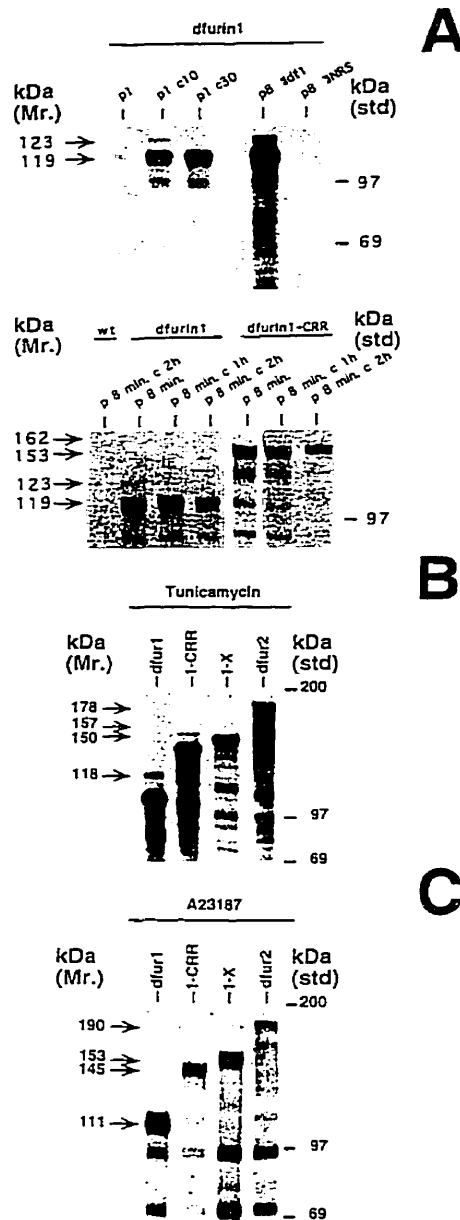 A
dfurin1
p1
p1 c10
p1 c30
p8 3df1
p8 3NRS
kDa
(Mr.)
kDa
(std)
123
119
97
69
kDa
(Mr.)
wt
dfurin1
dfurin1-CRR
kDa
(std)
p 8 min. c 2h
p 8 min.
p 8 min. c 1h
p 8 min. c 2h
p 8 min.
p 8 min. c 1h
p 8 min. c 2h
162
153
123
119
97
B
Tunicamycin
kDa
(Mr.)
dfur1
1-CRR
1-X
dfur2
kDa
(std)
200
178
157
150
118
97
69
C
A23187
kDa
(Mr.)
dfur1
1-CRR
1-X
dfur2
kDa
(std)
200
190
153
145
111
97
69